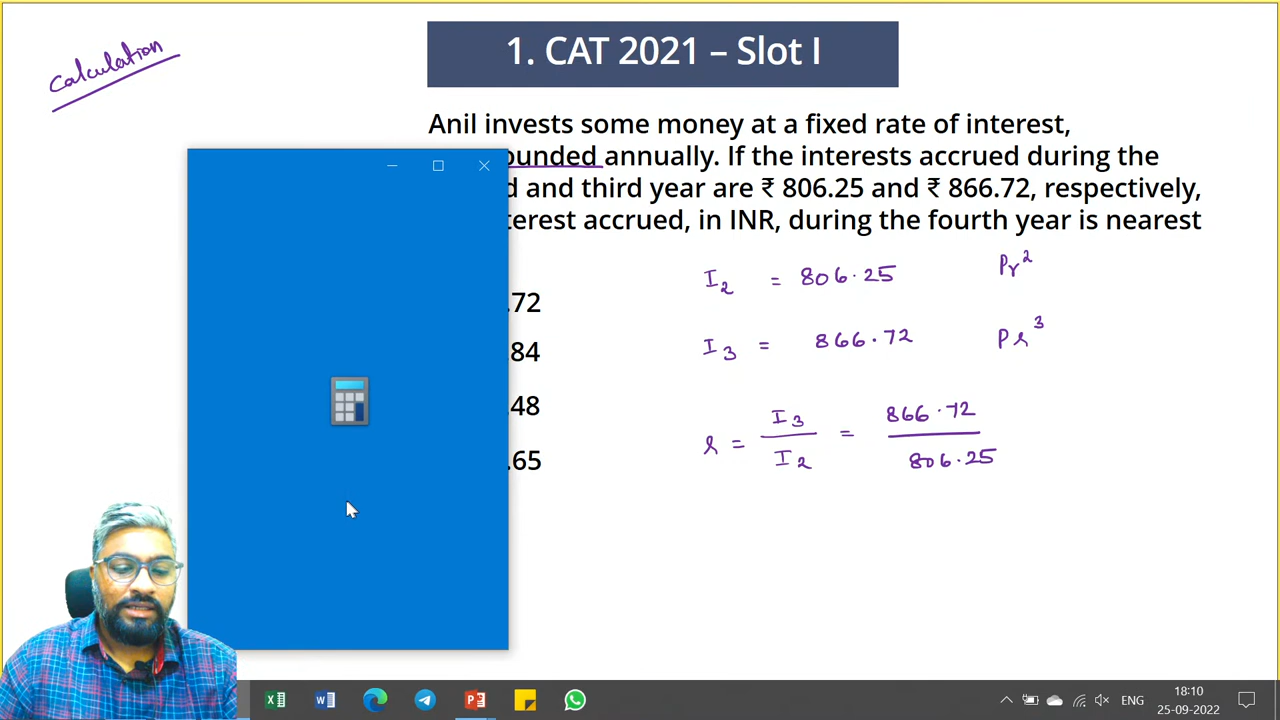 calculation
1. CAT 2021 – Slot I
Anil invests some money at a fixed rate of interest,
ounded annually. If the interests accrued during the
d and third year are ₹ 806.25 and ₹ 866.72, respectively,
terest accrued, in INR, during the fourth year is nearest
I2 = 806.25 Pr²
.72
I3 = 866.72 Pr³
.84
.48
r = I3 / I2 = 866.72 / 806.25
.65
ENG
18:10
25-09-2022